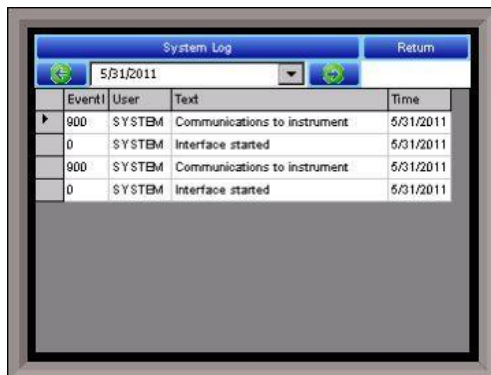 System Log Return
5/31/2011
EventI User Text Time
900 SYSTEM Communications to instrument 5/31/2011
0 SYSTEM Interface started 5/31/2011
900 SYSTEM Communications to instrument 5/31/2011
0 SYSTEM Interface started 5/31/2011